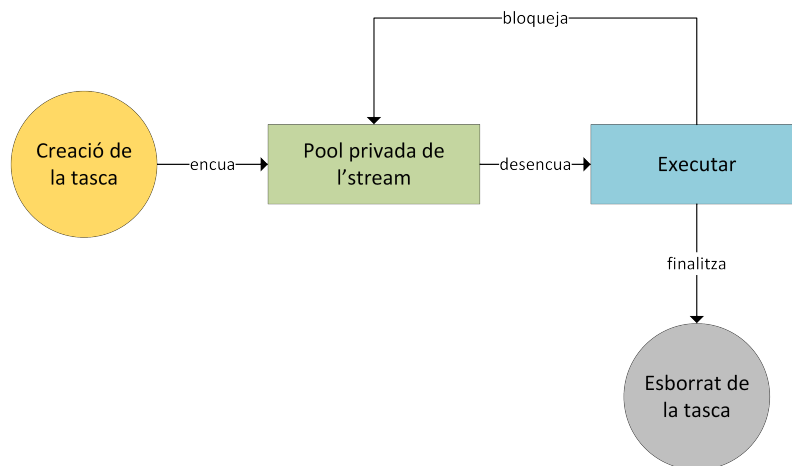 bloqueja
Creació de
la tasca
encua
Pool privada de
l’stream
desencua
Executar
finalitza
Esborrat de
la tasca